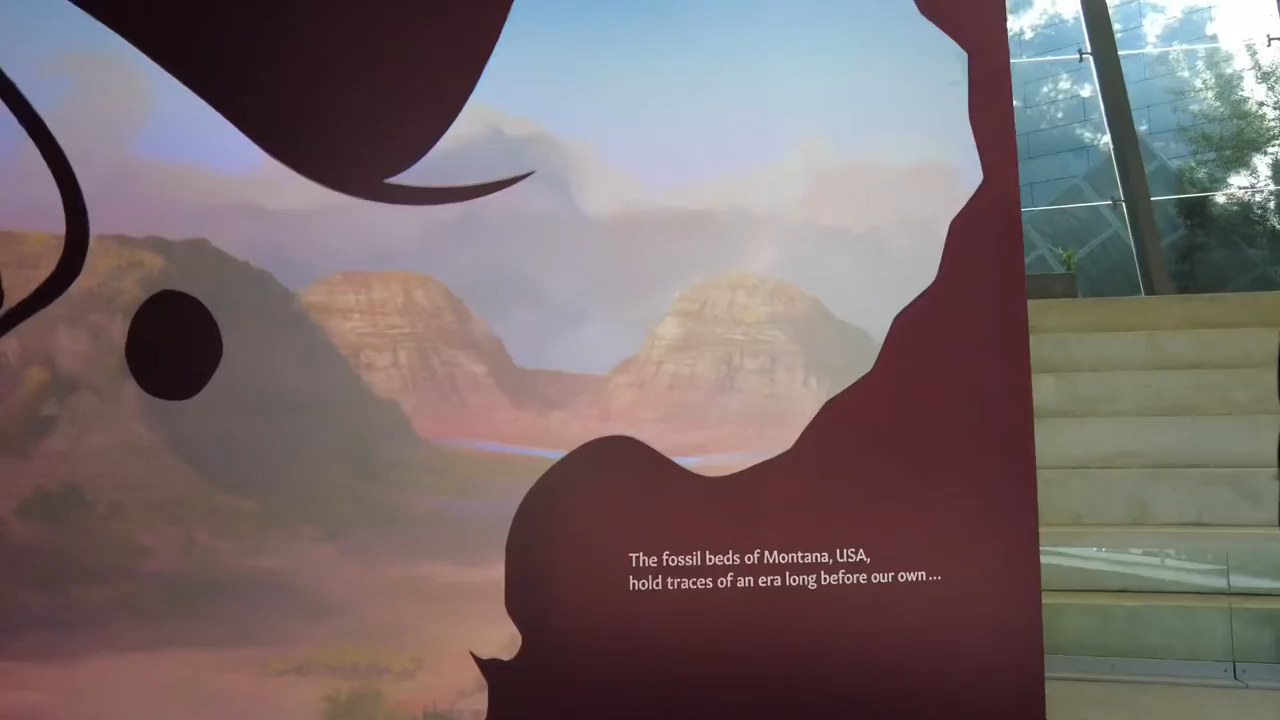 The fossil beds of Montana, USA,
hold traces of an era long before our own...